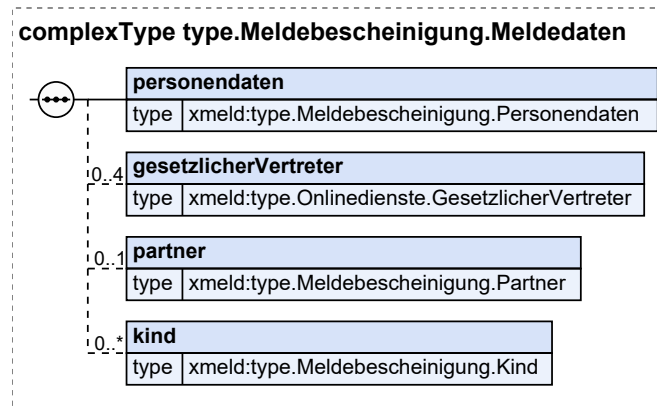 complexType type.Meldebescheinigung.Meldedaten
personendaten
type xmeld:type.Meldebescheinigung.Personendaten
0..4 gesetzlicherVertreter
type xmeld:type.Onlinedienste.GesetzlicherVertreter
0..1 partner
type xmeld:type.Meldebescheinigung.Partner
0..* kind
type xmeld:type.Meldebescheinigung.Kind